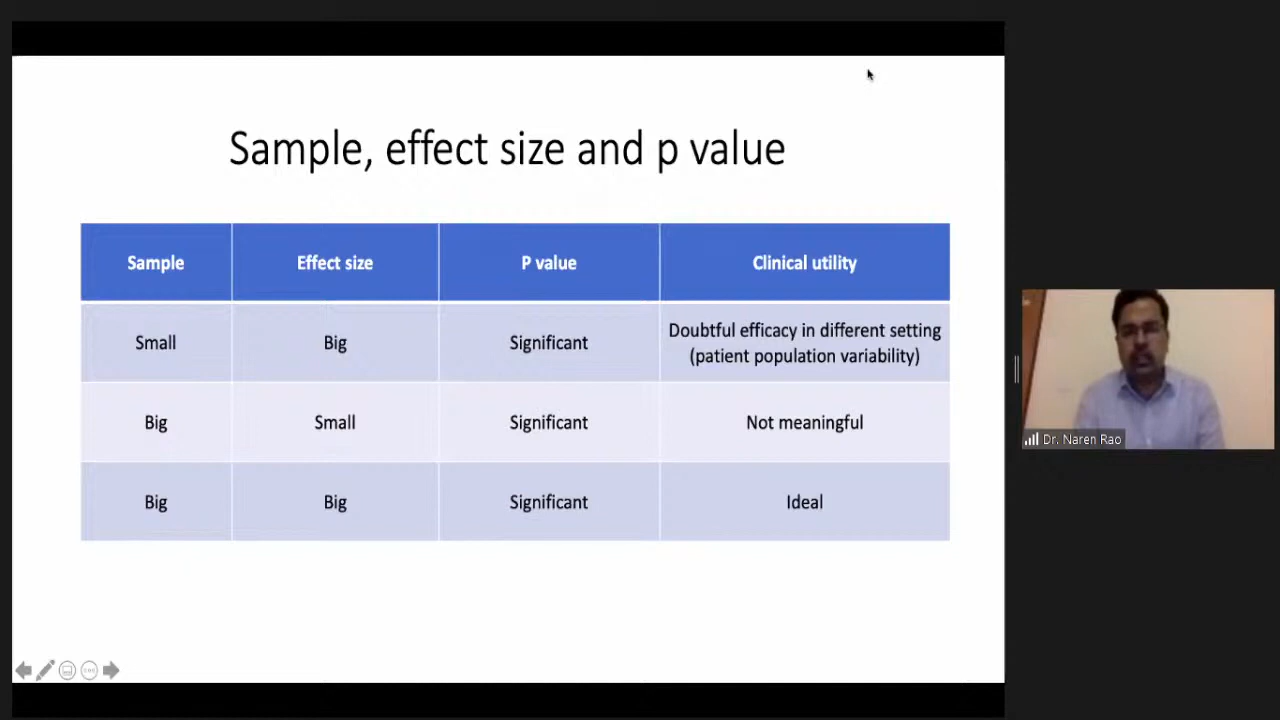 Sample, effect size and p value
Sample Effect size P value Clinical utility
Small Big Significant Doubtful efficacy in different setting
(patient population variability)
Big Small Significant Not meaningful
Big Big Significant Ideal
Dr. Naren Rao